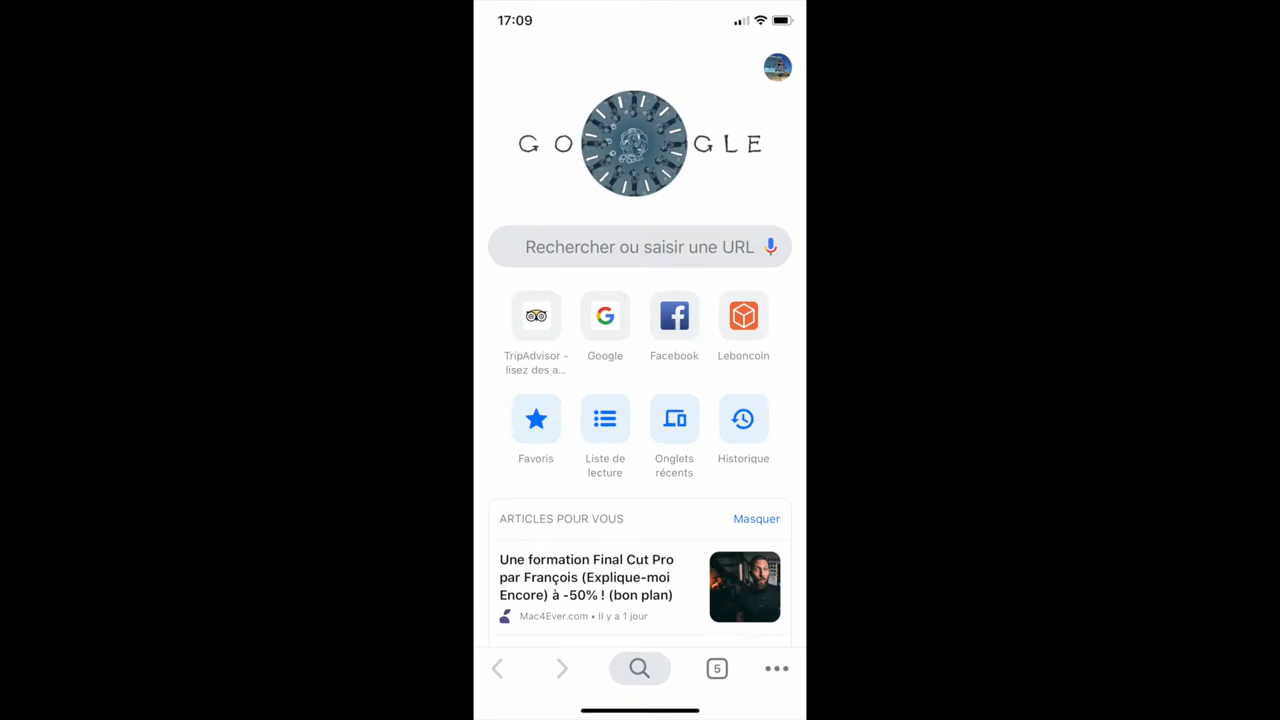 17:09
GO GLE
Rechercher ou saisir une URL
TripAdvisor - lisez des a...
Google
Facebook
Leboncoin
Favoris
Liste de lecture
Onglets récents
Historique
ARTICLES POUR VOUS
Masquer
Une formation Final Cut Pro
par François (Explique-moi
Encore) à -50% ! (bon plan)
Mac4Ever.com • Il y a 1 jour
5